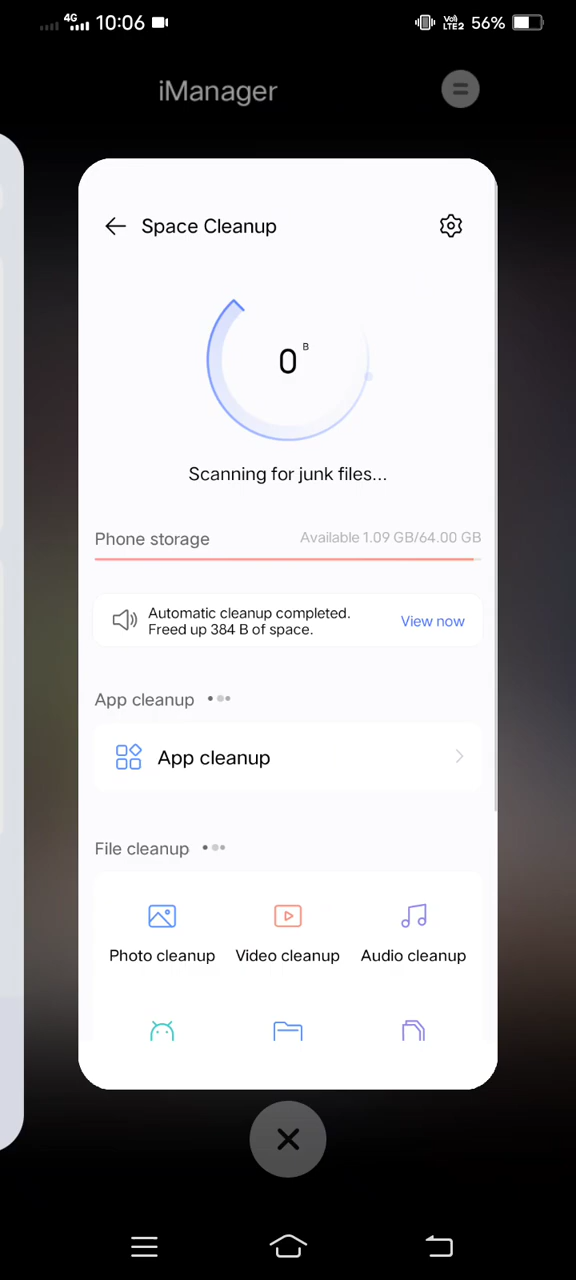 4G 10:06 Vo) LTE2 56%
iManager
Space Cleanup
0 B
Scanning for junk files...
Phone storage Available 1.09 GB/64.00 GB
Automatic cleanup completed.
Freed up 384 B of space.
View now
App cleanup
App cleanup
File cleanup
Photo cleanup Video cleanup Audio cleanup